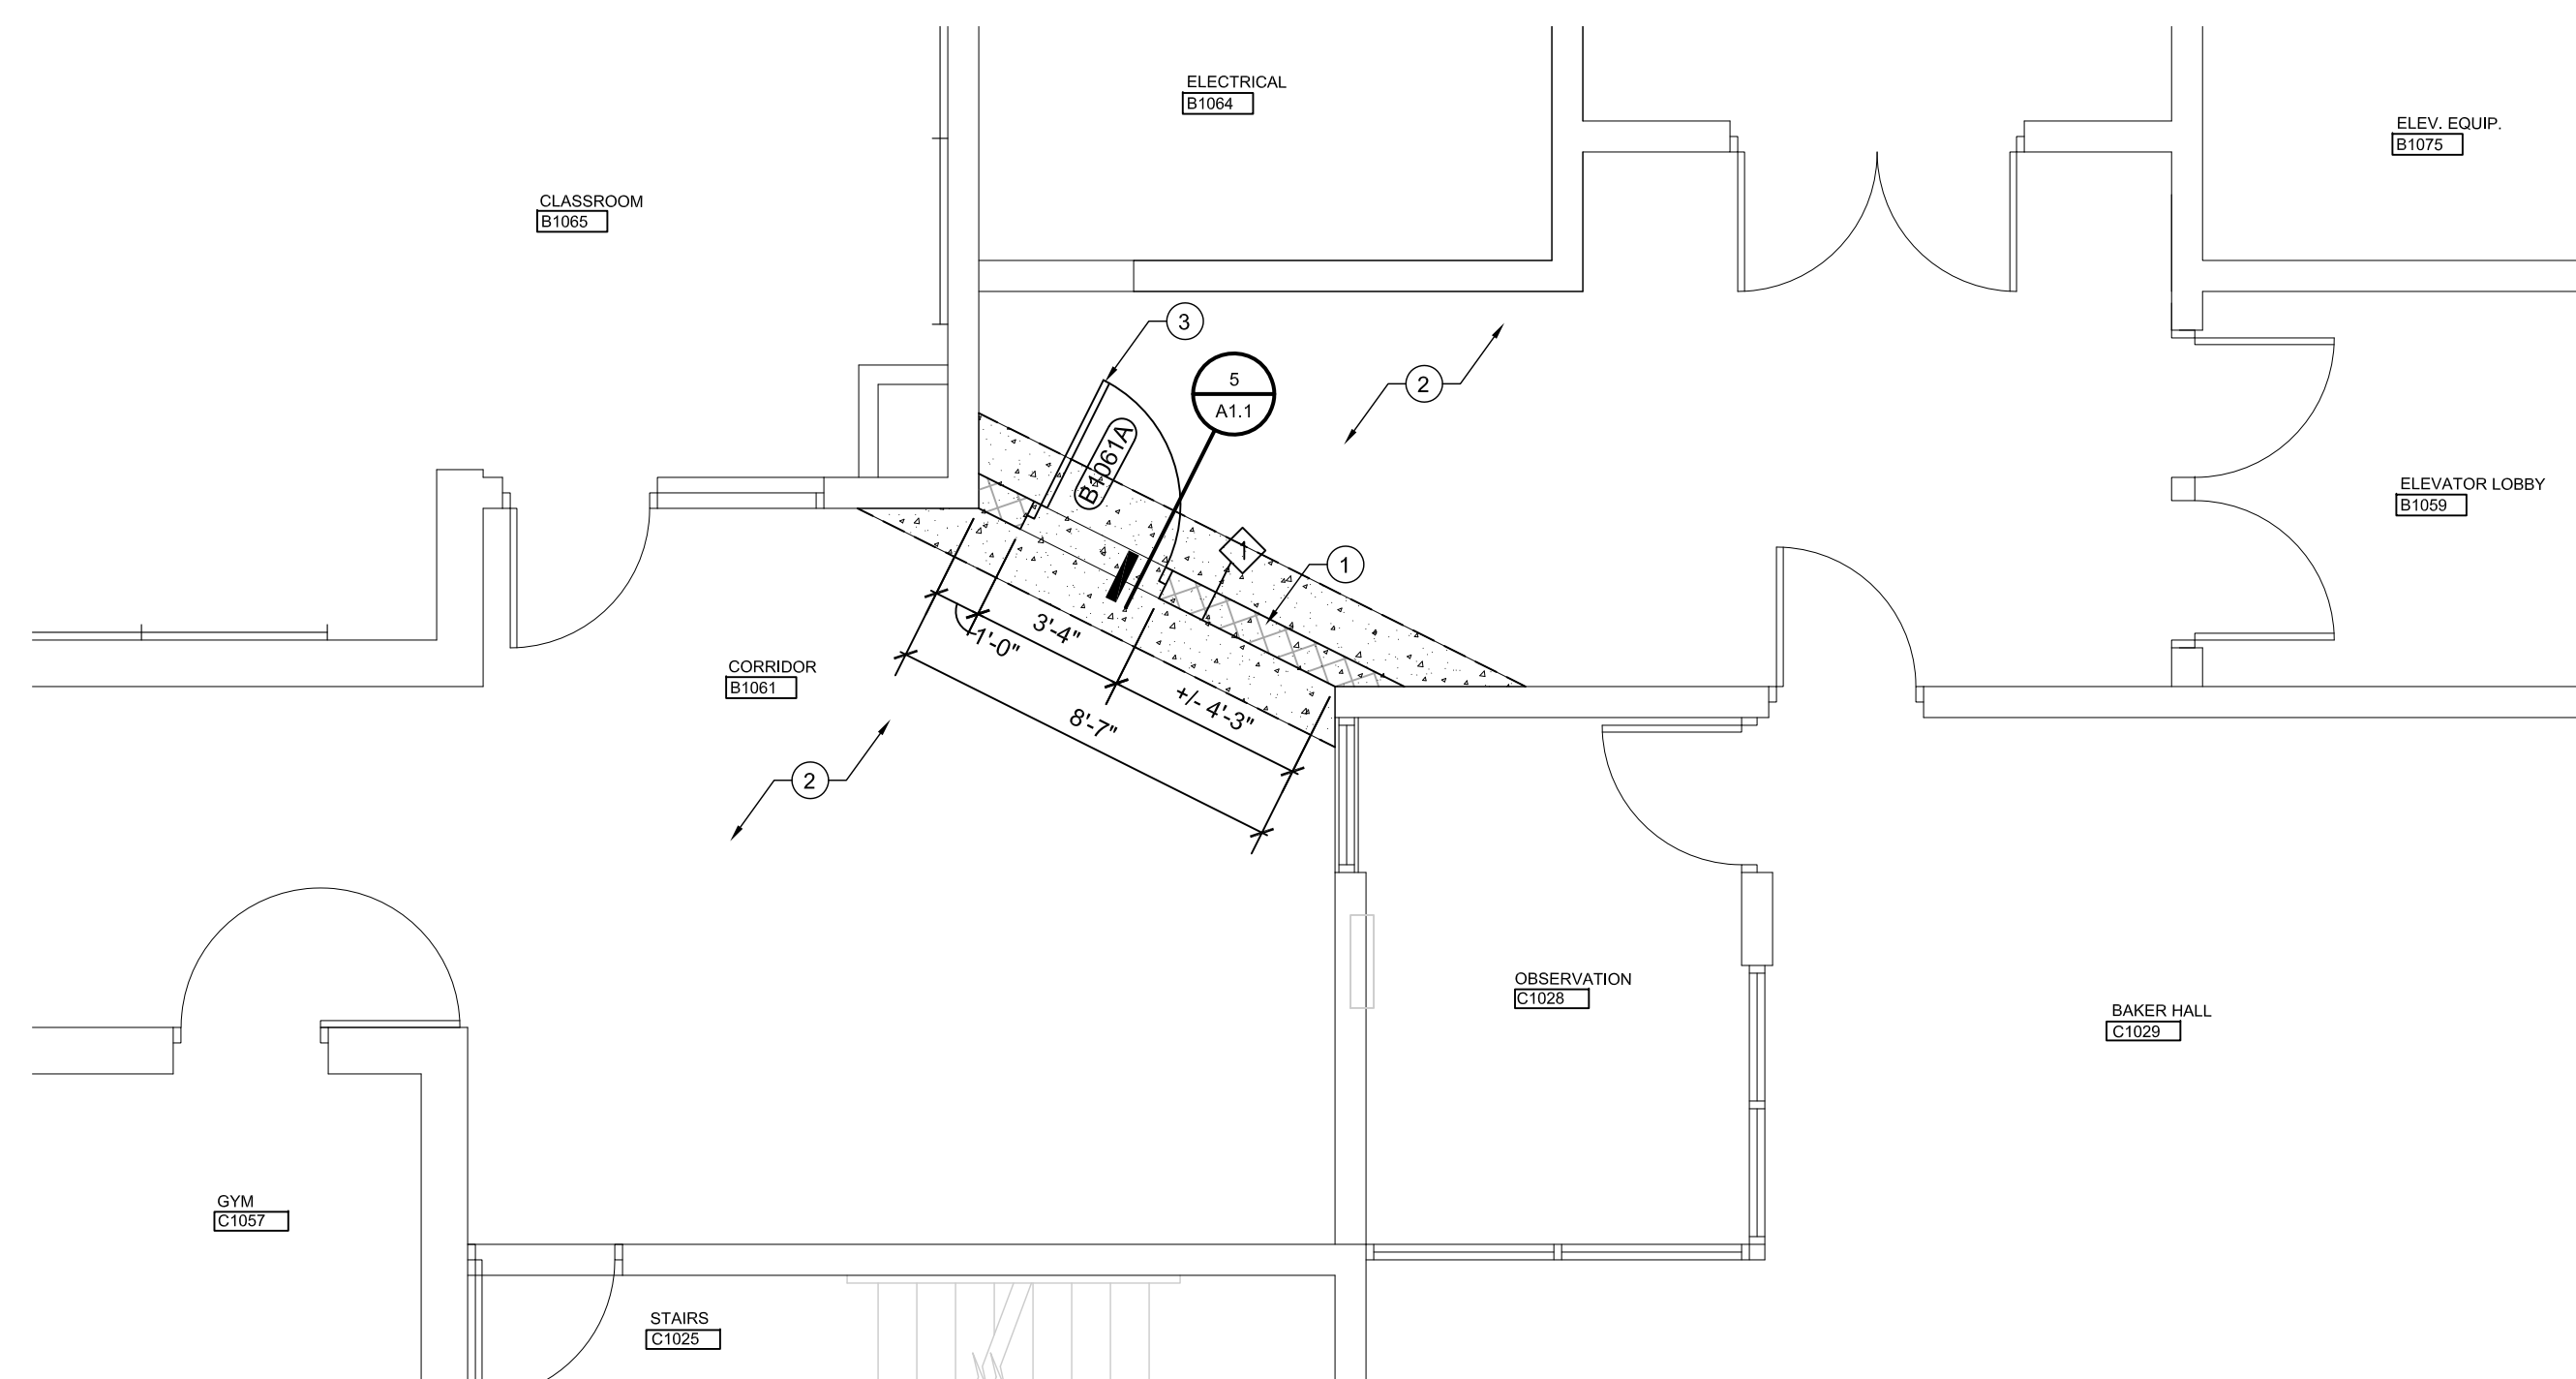 ELECTRICAL
B1064
ELEV. EQUIP.
B1075
CLASSROOM
B1065
3
5
A1.1
2
B1061A
ELEVATOR LOBBY
B1059
1
1
3'-4"
1'-0"
+/- 4'-3"
8'-7"
CORRIDOR
B1061
2
OBSERVATION
C1028
BAKER HALL
C1029
GYM
C1057
STAIRS
C1025